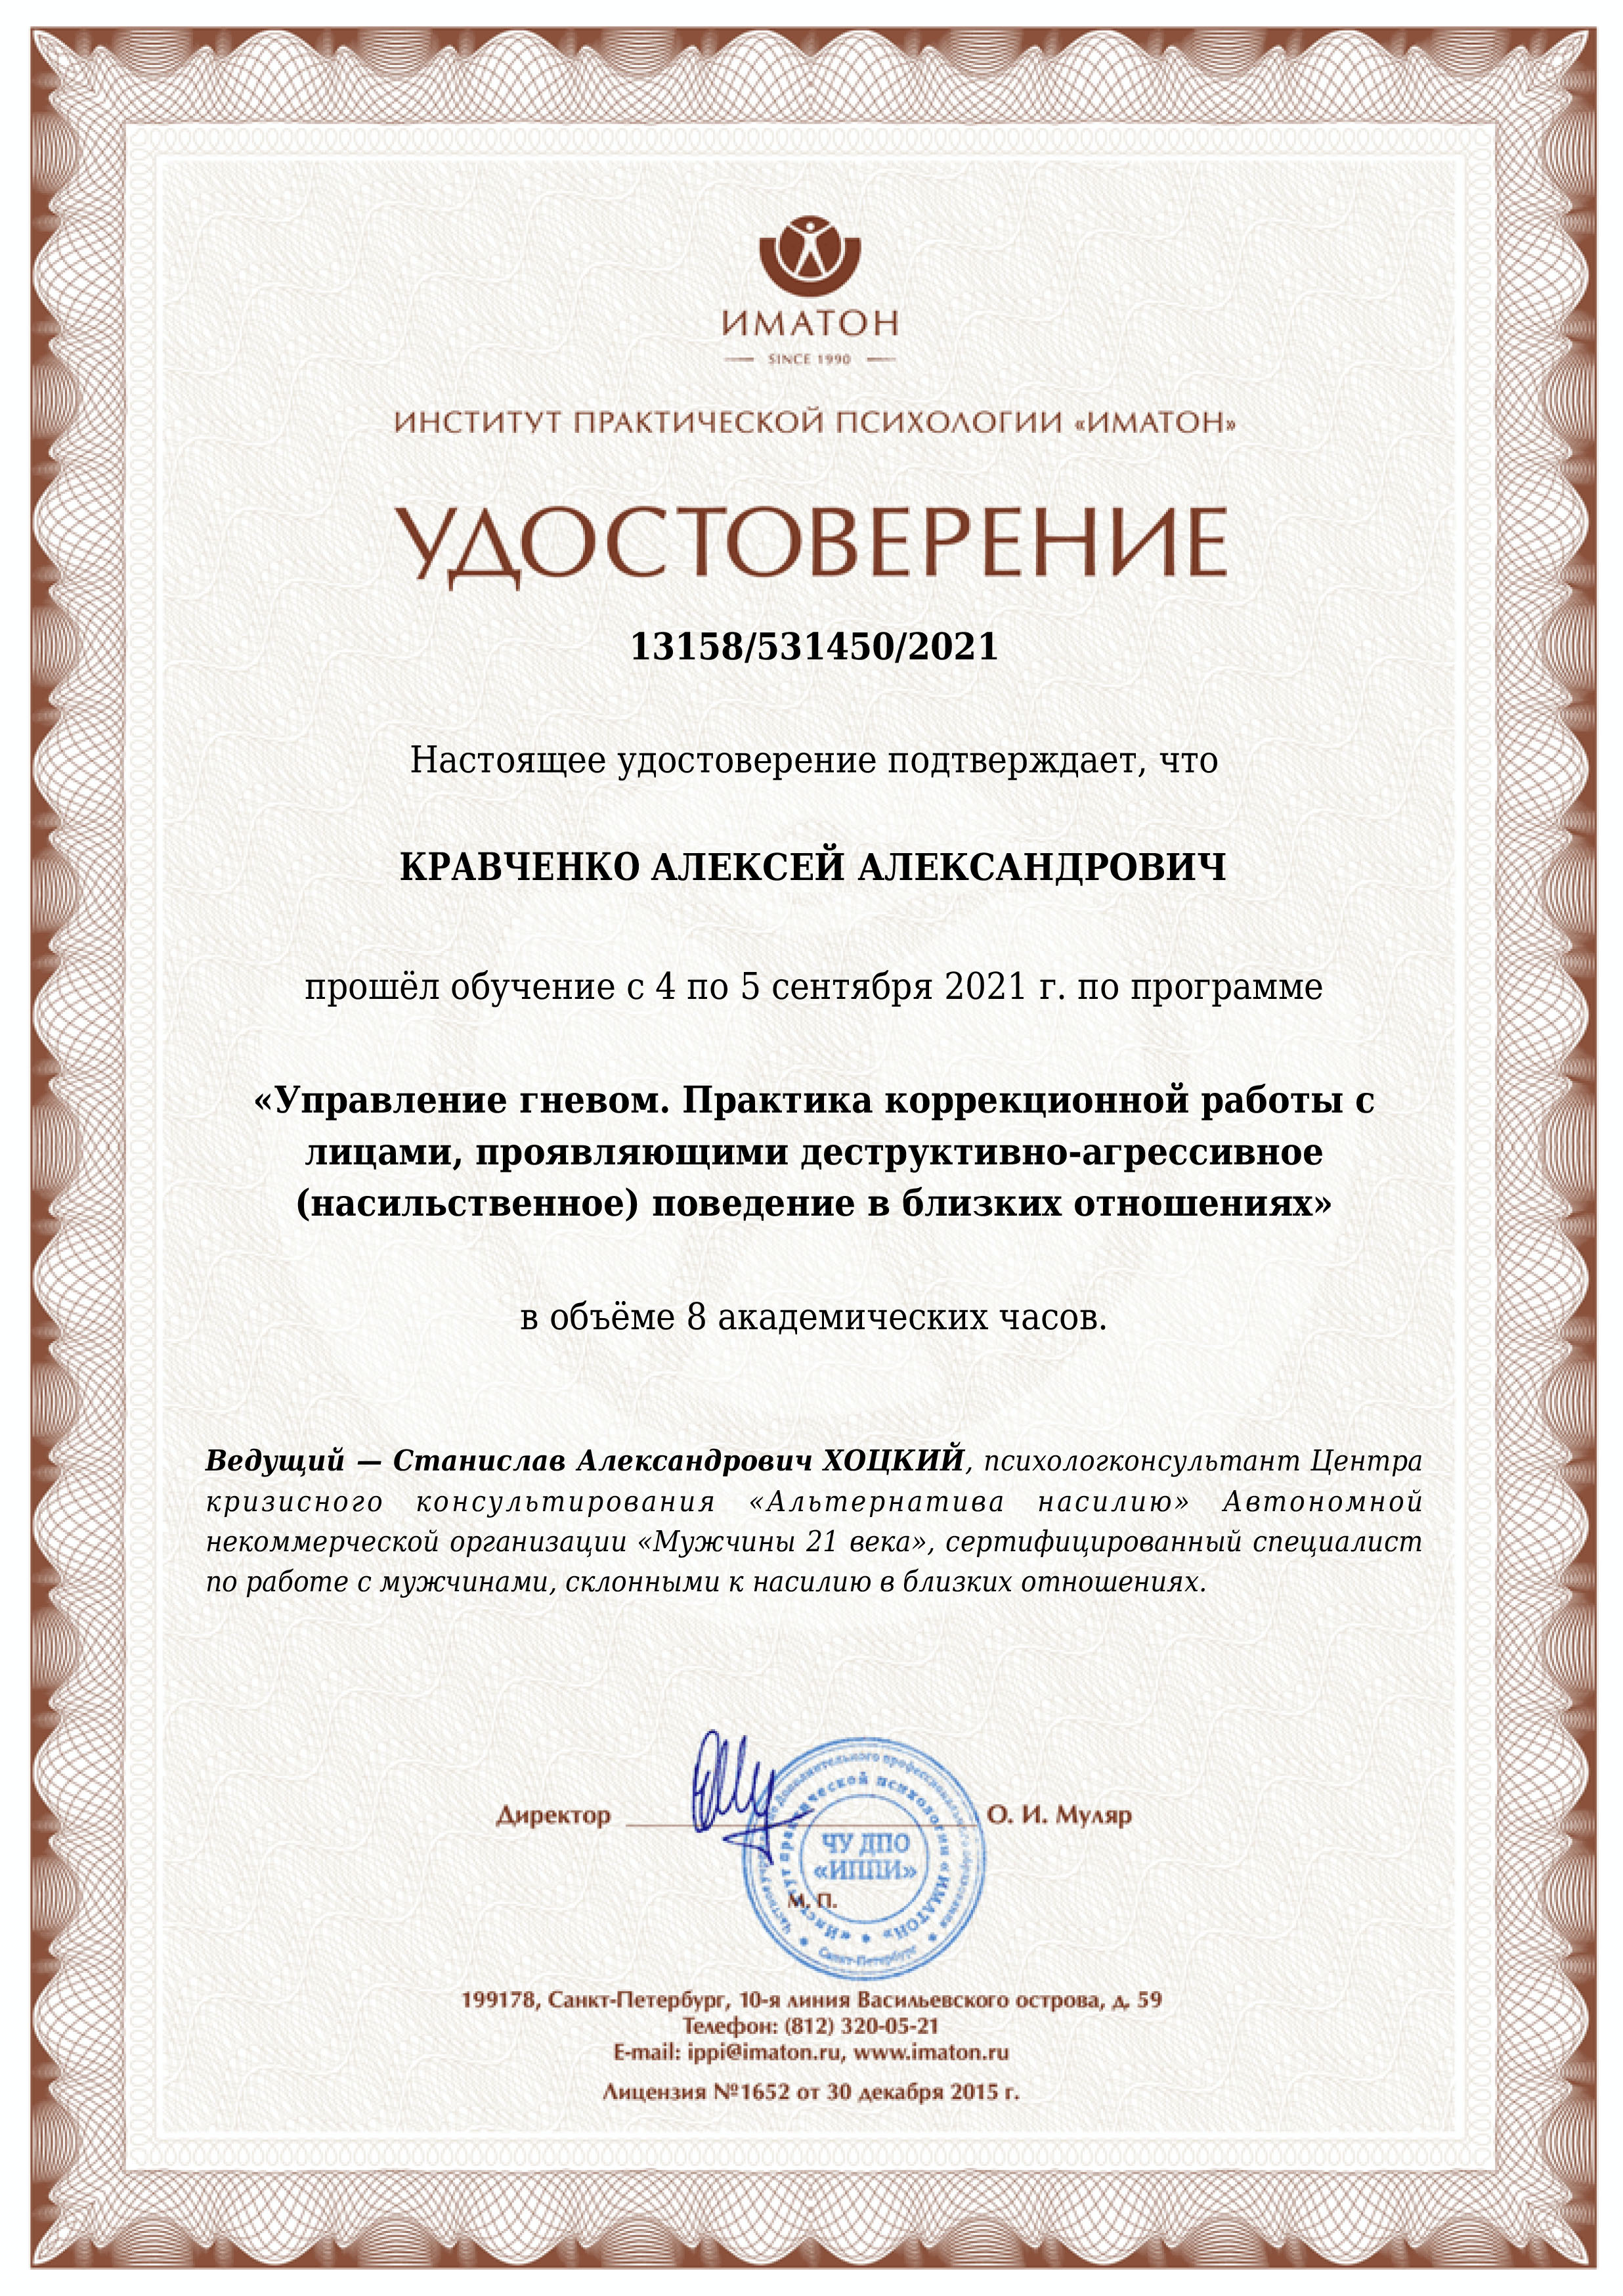 ИМАТОН
SINCE 1990
ИНСТИТУТ ПРАКТИЧЕСКОЙ ПСИХОЛОГИИ «ИМАТОН»
УДОСТОВЕРЕНИЕ
13158/531450/2021
Настоящее удостоверение подтверждает, что
КРАВЧЕНКО АЛЕКСЕЙ АЛЕКСАНДРОВИЧ
прошёл обучение с 4 по 5 сентября 2021 г. по программе
«Управление гневом. Практика коррекционной работы с
лицами, проявляющими деструктивно-агрессивное
(насильственное) поведение в близких отношениях»
в объёме 8 академических часов.
Ведущий — Станислав Александрович ХОЦКИЙ, психологконсультант Центра
кризисного консультирования «Альтернатива насилию» Автономной
некоммерческой организации «Мужчины 21 века», сертифицированный специалист
по работе с мужчинами, склонными к насилию в близких отношениях.
Директор О. И. Муляр
Частное учреждение дополнительного профессионального образования
«Институт практической психологии «ИМАТОН»
Санкт-Петербург
ЧУ ДПО
«ИППИ»
М. П.
199178, Санкт-Петербург, 10-я линия Васильевского острова, д. 59
Телефон: (812) 320-05-21
E-mail: ippi@imaton.ru, www.imaton.ru
Лицензия №1652 от 30 декабря 2015 г.